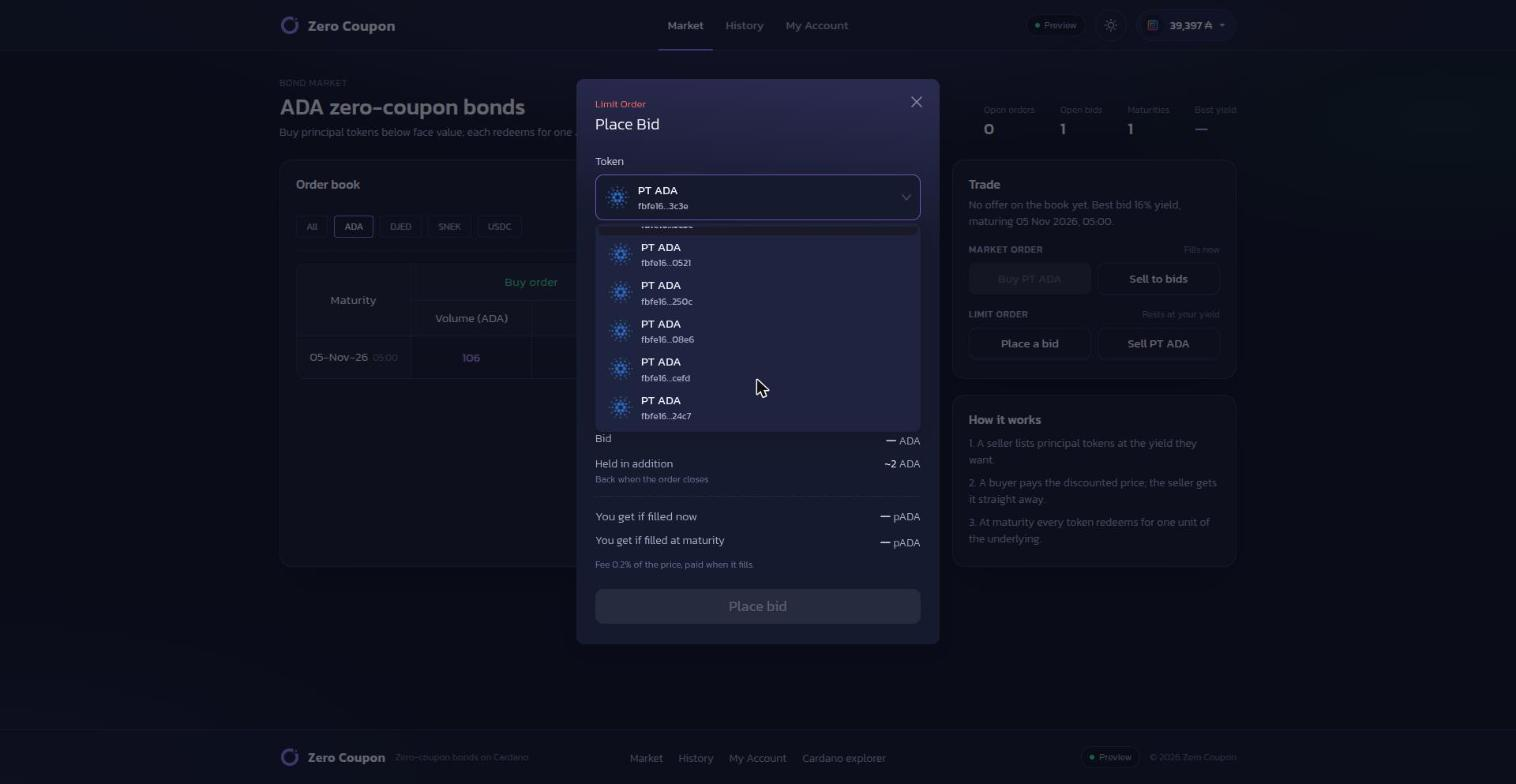 Zero Coupon
Market
History
My Account
Preview
39,397 ₳
BOND MARKET
ADA zero-coupon bonds
Buy principal tokens below face value; each redeems for one
Open orders
0
Open bids
1
Maturities
1
Best yield
—
Order book
All
ADA
DJED
SNEK
USDC
Maturity
Buy order
Volume (ADA)
05-Nov-26 05:00
106
Limit Order
Place Bid
Token
PT ADA
fbfe16...3c3e
PT ADA
fbfe16...0521
PT ADA
fbfe16...250c
PT ADA
fbfe16...08e6
PT ADA
fbfe16...cefd
PT ADA
fbfe16...24c7
Bid
— ADA
Held in addition
~2 ADA
Back when the order closes
You get if filled now
— pADA
You get if filled at maturity
— pADA
Fee 0.2% of the price, paid when it fills.
Place bid
Trade
No offer on the book yet. Best bid 16% yield,
maturing 05 Nov 2026, 05:00.
MARKET ORDER
Fills now
Buy PT ADA
Sell to bids
LIMIT ORDER
Rests at your yield
Place a bid
Sell PT ADA
How it works
1. A seller lists principal tokens at the yield they
want.
2. A buyer pays the discounted price; the seller gets
it straight away.
3. At maturity every token redeems for one unit of
the underlying.
Zero Coupon
Zero-coupon bonds on Cardano
Market
History
My Account
Cardano explorer
Preview
© 2026 Zero Coupon